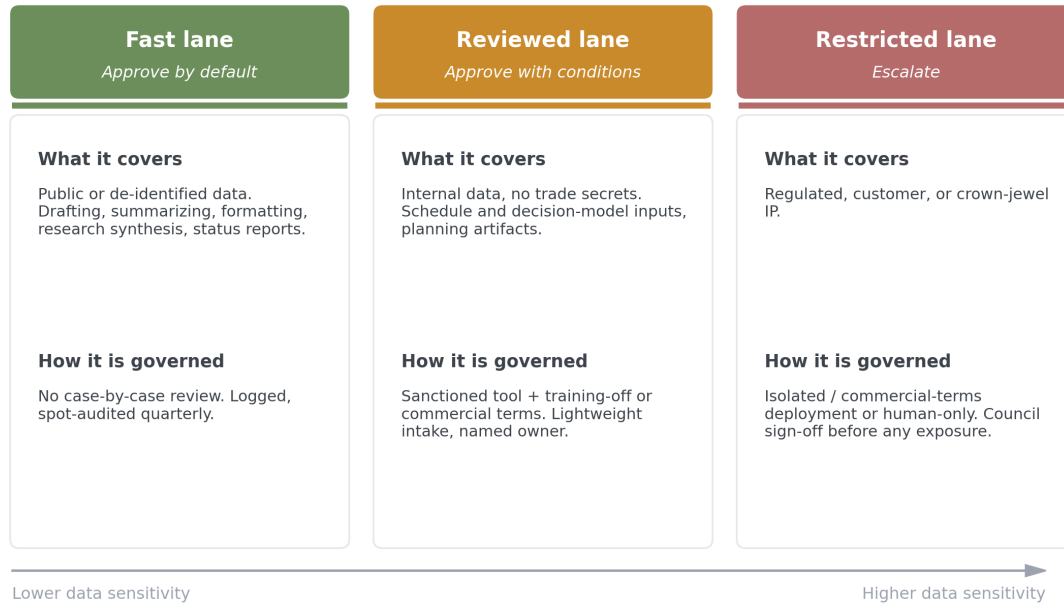 Fast lane
Approve by default
What it covers
Public or de-identified data.
Drafting, summarizing, formatting,
research synthesis, status reports.
How it is governed
No case-by-case review. Logged,
spot-audited quarterly.
Reviewed lane
Approve with conditions
What it covers
Internal data, no trade secrets.
Schedule and decision-model inputs,
planning artifacts.
How it is governed
Sanctioned tool + training-off or
commercial terms. Lightweight
intake, named owner.
Restricted lane
Escalate
What it covers
Regulated, customer, or crown-jewel
IP.
How it is governed
Isolated / commercial-terms
deployment or human-only. Council
sign-off before any exposure.
Lower data sensitivity
Higher data sensitivity